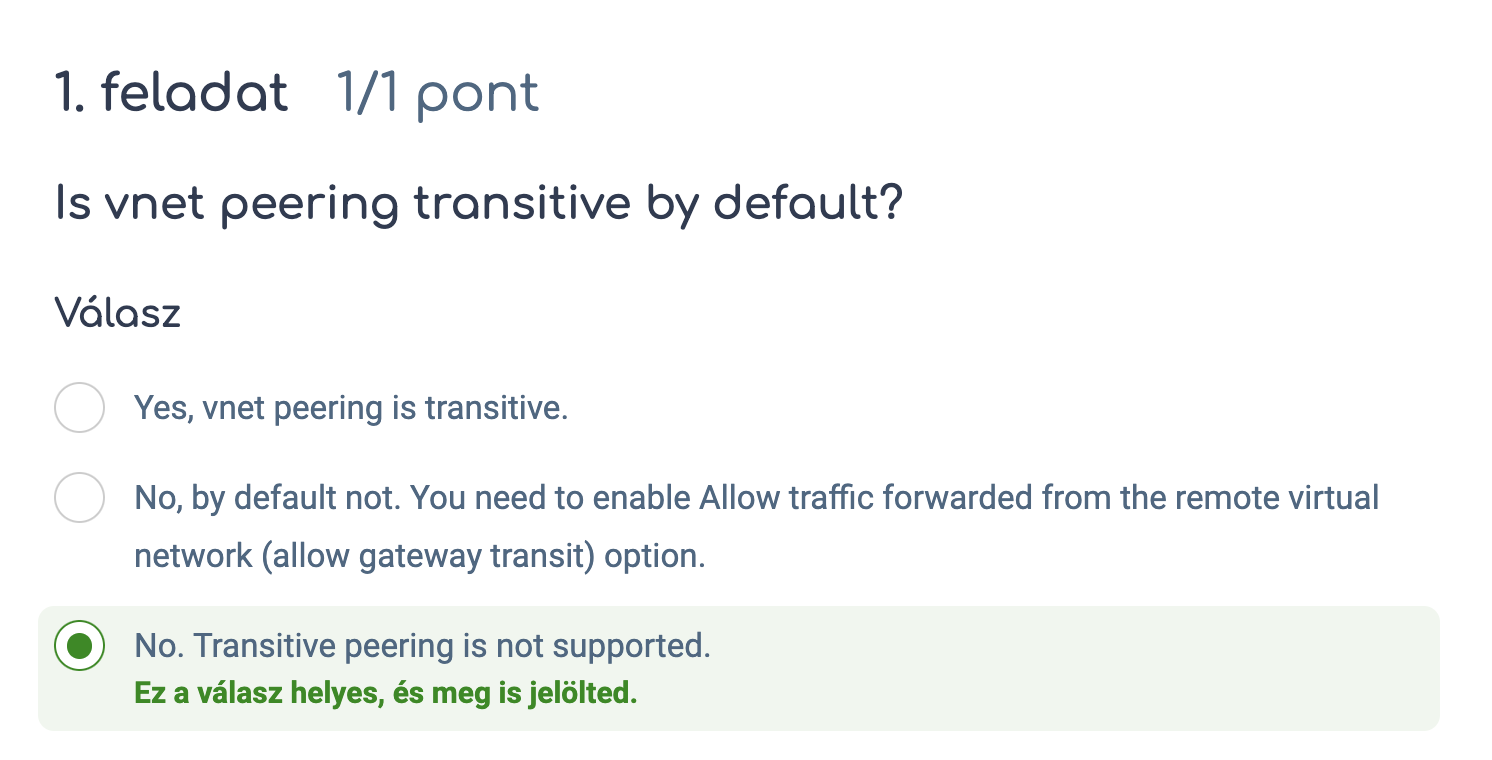 1. feladat 1/1 pont
Is vnet peering transitive by default?
Válasz
Yes, vnet peering is transitive.
No, by default not. You need to enable Allow traffic forwarded from the remote virtual
network (allow gateway transit) option.
No. Transitive peering is not supported.
Ez a válasz helyes, és meg is jelölted.